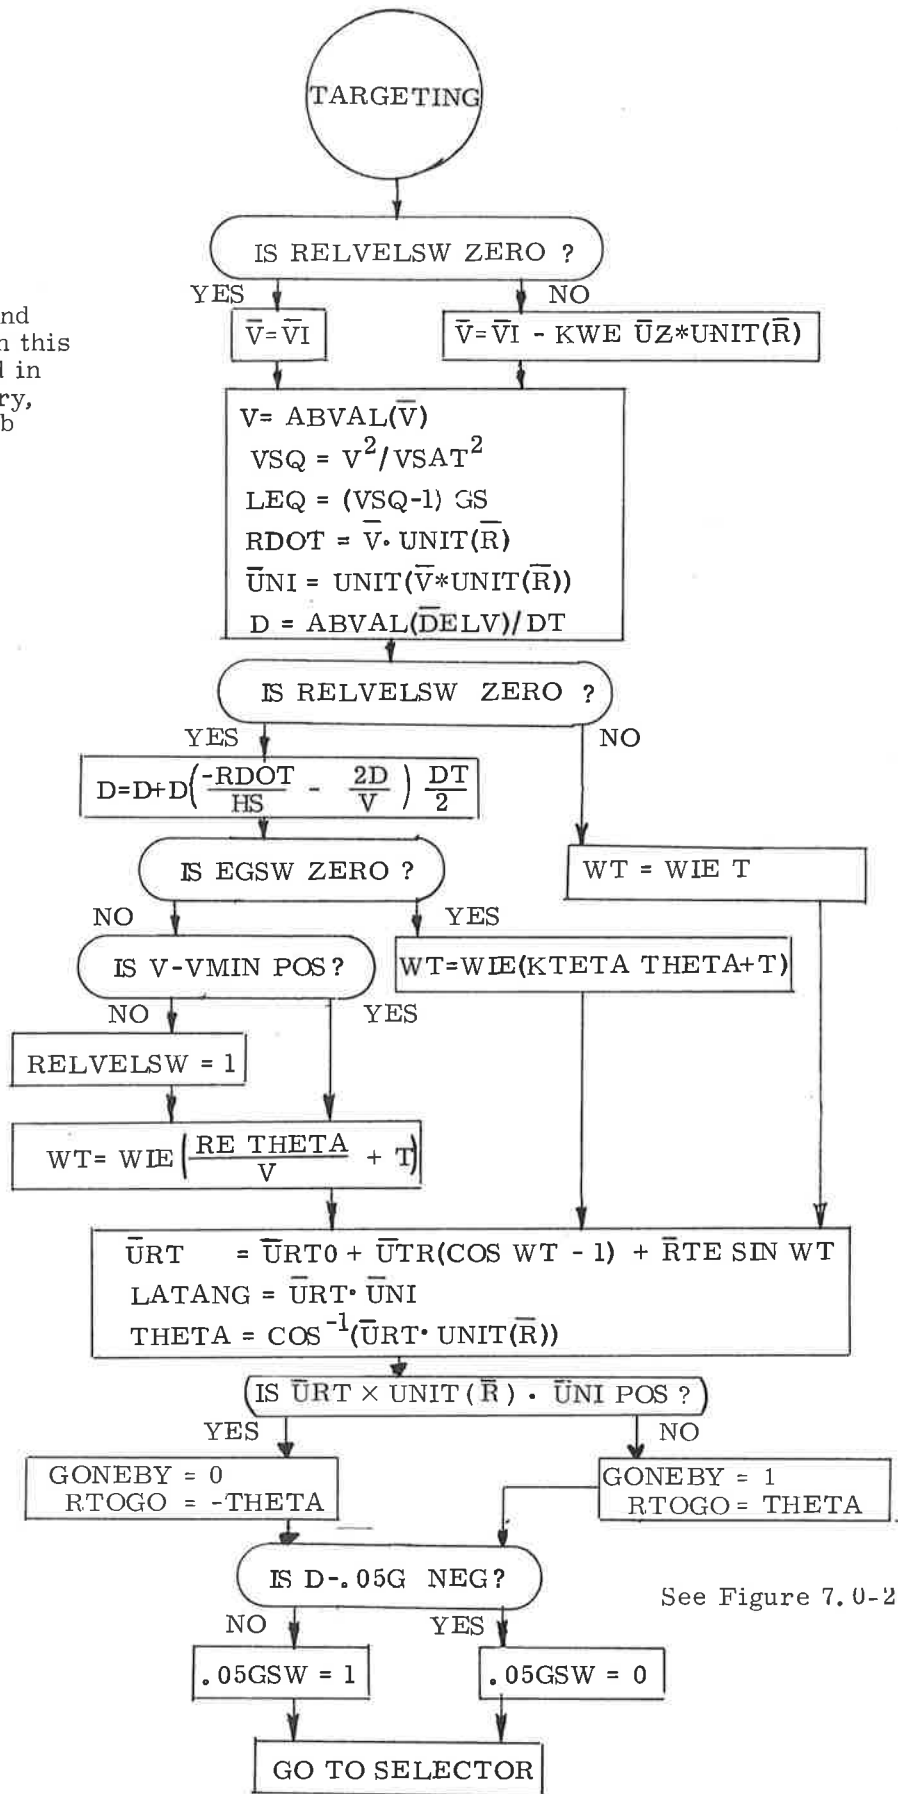 TARGETING
IS RELVELSW ZERO ?
YES
NO
nd
n this
l in
ry,
b
V̄=V̄I
V̄=V̄I - KWE ŪZ*UNIT(R̄)
V= ABVAL(V̄)
VSQ = V²/VSAT²
LEQ = (VSQ-1) GS
RDOT = V̄· UNIT(R̄)
ŪNI = UNIT(V̄*UNIT(R̄))
D = ABVAL(D̄ELV)/DT
IS RELVELSW ZERO ?
YES
NO
D=D+D(-RDOT/HS - 2D/V) DT/2
IS EGSW ZERO ?
WT = WIE T
NO
YES
IS V-VMIN POS?
WT=WIE(KTETA THETA+T)
NO
YES
RELVELSW = 1
WT= WIE(RE THETA/V + T)
ŪRT = ŪRT0 + ŪTR(COS WT - 1) + R̄TE SIN WT
LATANG = ŪRT· ŪNI
THETA = COS⁻¹(ŪRT· UNIT(R̄))
(IS ŪRT × UNIT (R̄) · ŪNI POS ?)
YES
NO
GONEBY = 0
RTOGO = -THETA
GONEBY = 1
RTOGO = THETA
IS D-.05G NEG?
See Figure 7.0-2
NO
YES
.05GSW = 1
.05GSW = 0
GO TO SELECTOR